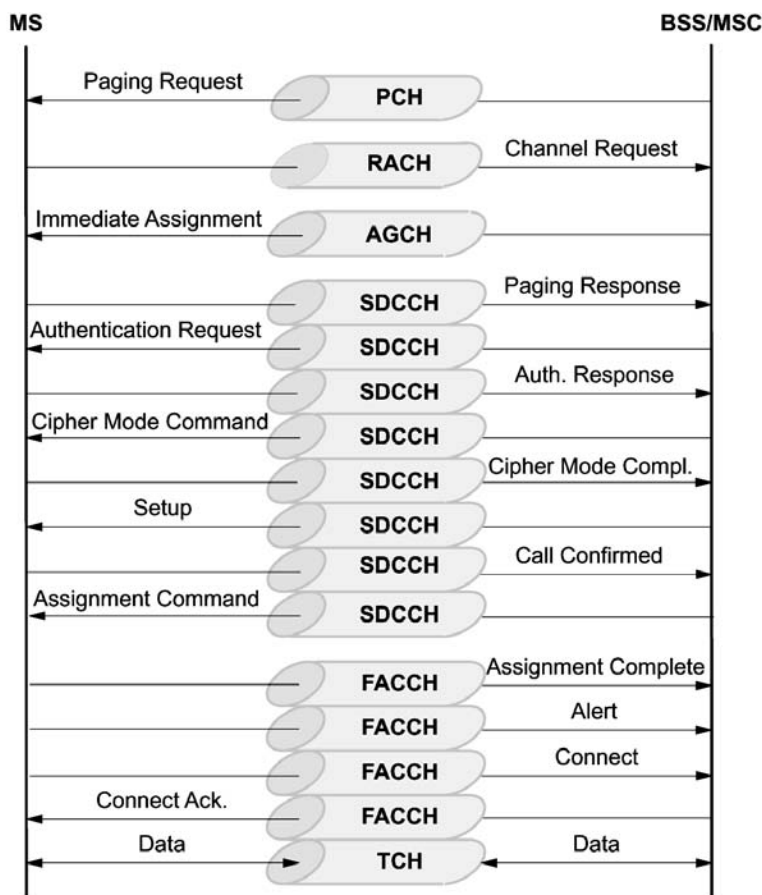 MS BSS/MSC
Paging Request PCH
RACH Channel Request
Immediate Assignment AGCH
SDCCH Paging Response
Authentication Request SDCCH
SDCCH Auth. Response
Cipher Mode Command SDCCH
SDCCH Cipher Mode Compl.
Setup SDCCH
SDCCH Call Confirmed
Assignment Command SDCCH
FACCH Assignment Complete
FACCH Alert
FACCH Connect
Connect Ack. FACCH
Data TCH Data